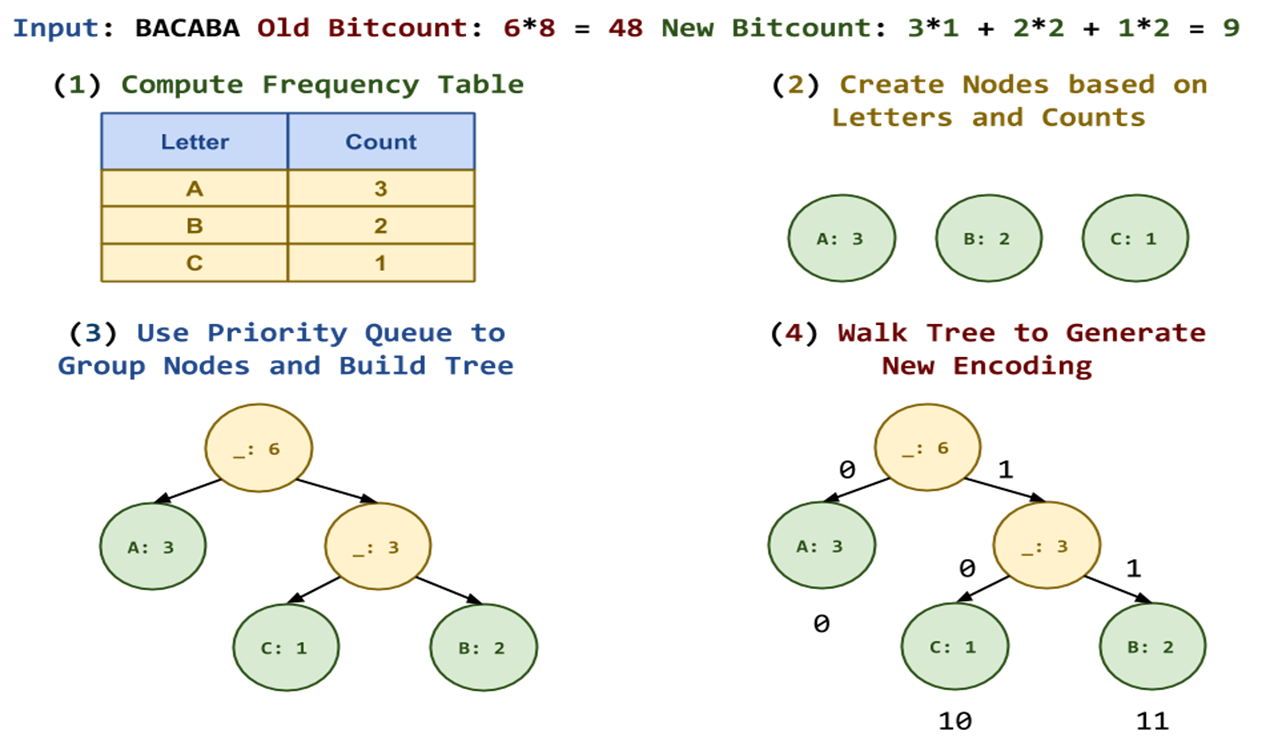 Input: BACABA Old Bitcount: 6*8 = 48 New Bitcount: 3*1 + 2*2 + 1*2 = 9
(1) Compute Frequency Table
Letter Count
A 3
B 2
C 1
(2) Create Nodes based on
Letters and Counts
A: 3 B: 2 C: 1
(3) Use Priority Queue to
Group Nodes and Build Tree
_: 6
A: 3 _: 3
C: 1 B: 2
(4) Walk Tree to Generate
New Encoding
_: 6
0 1
A: 3 _: 3
0 1
0
C: 1 B: 2
10 11